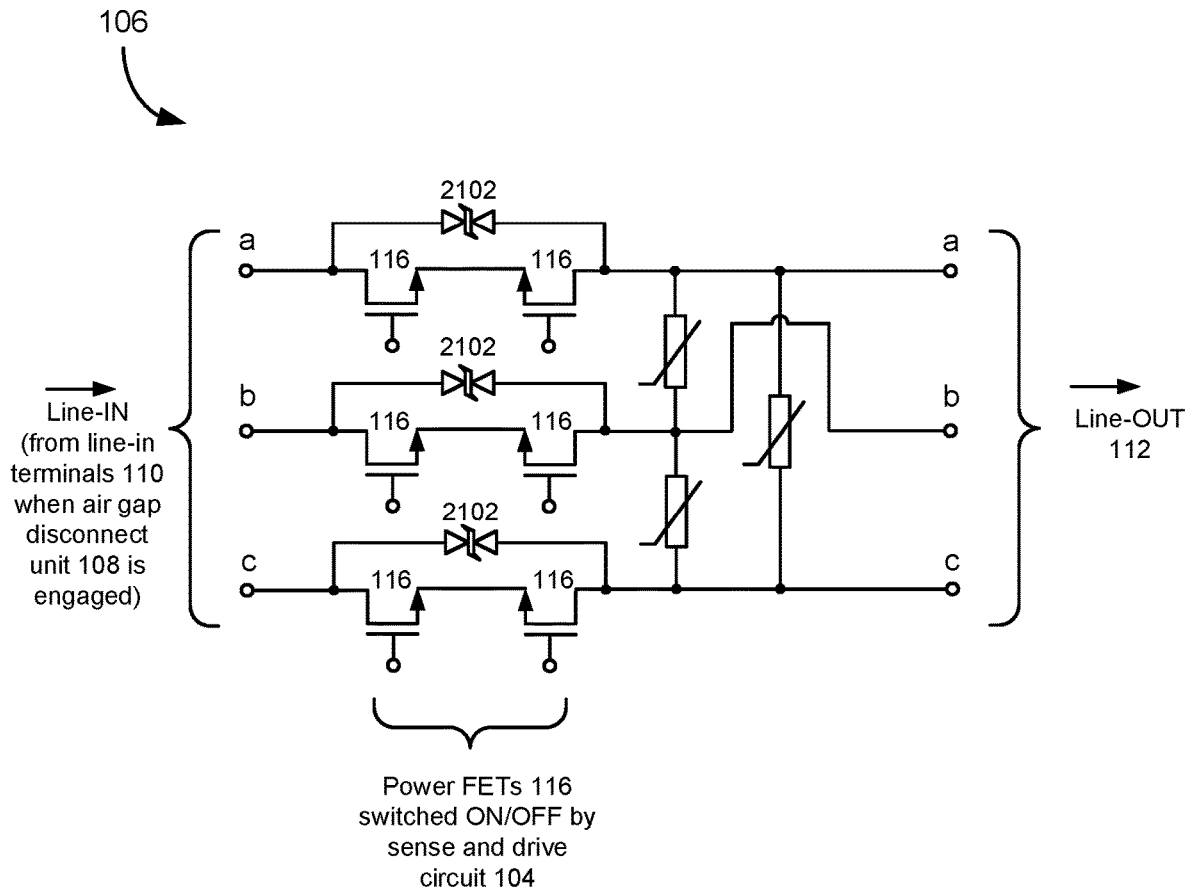 106
2102
a
116
116
a
2102
b
116
116
b
Line-IN
(from line-in
terminals 110
when air gap
disconnect
unit 108 is
engaged)
Line-OUT
112
2102
c
116
116
c
Power FETs 116
switched ON/OFF by
sense and drive
circuit 104